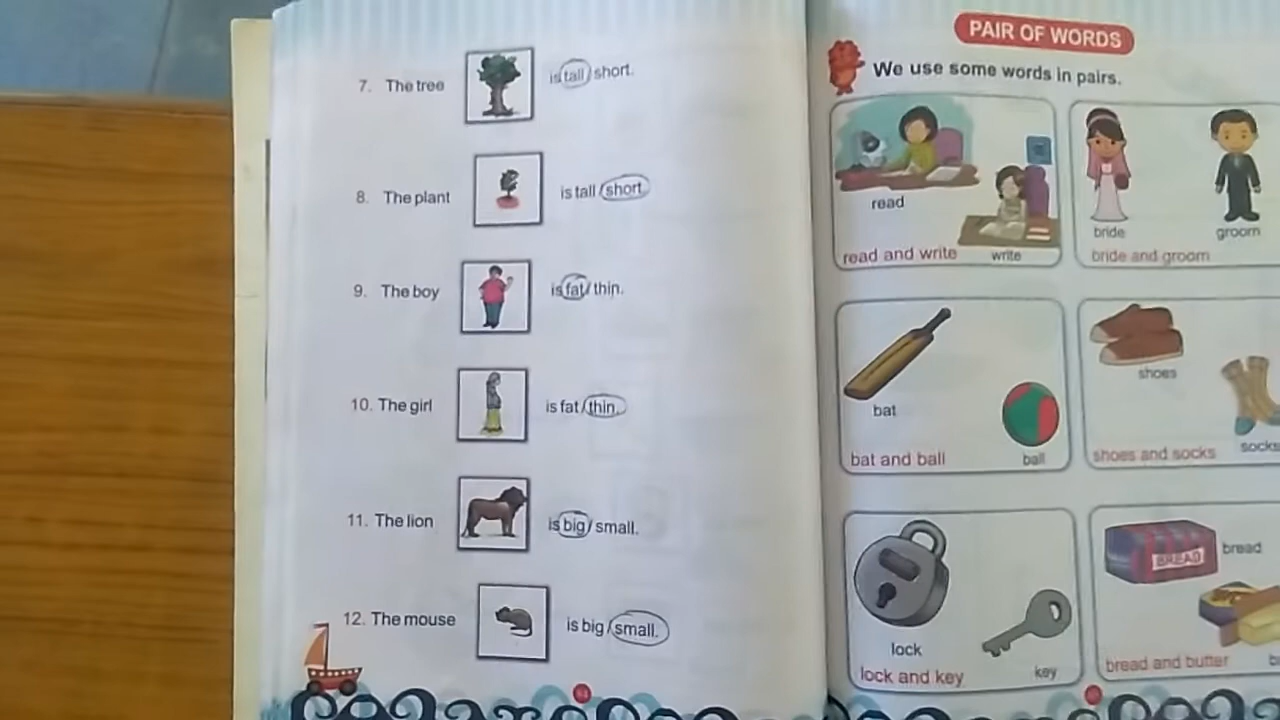 7. The tree is tall / short.
8. The plant is tall / short.
9. The boy is fat / thin.
10. The girl is fat / thin.
11. The lion is big / small.
12. The mouse is big / small.
PAIR OF WORDS
We use some words in pairs.
read
write
read and write
bride
groom
bride and groom
bat
ball
bat and ball
shoes
socks
shoes and socks
lock
key
lock and key
BREAD
bread
bread and butter